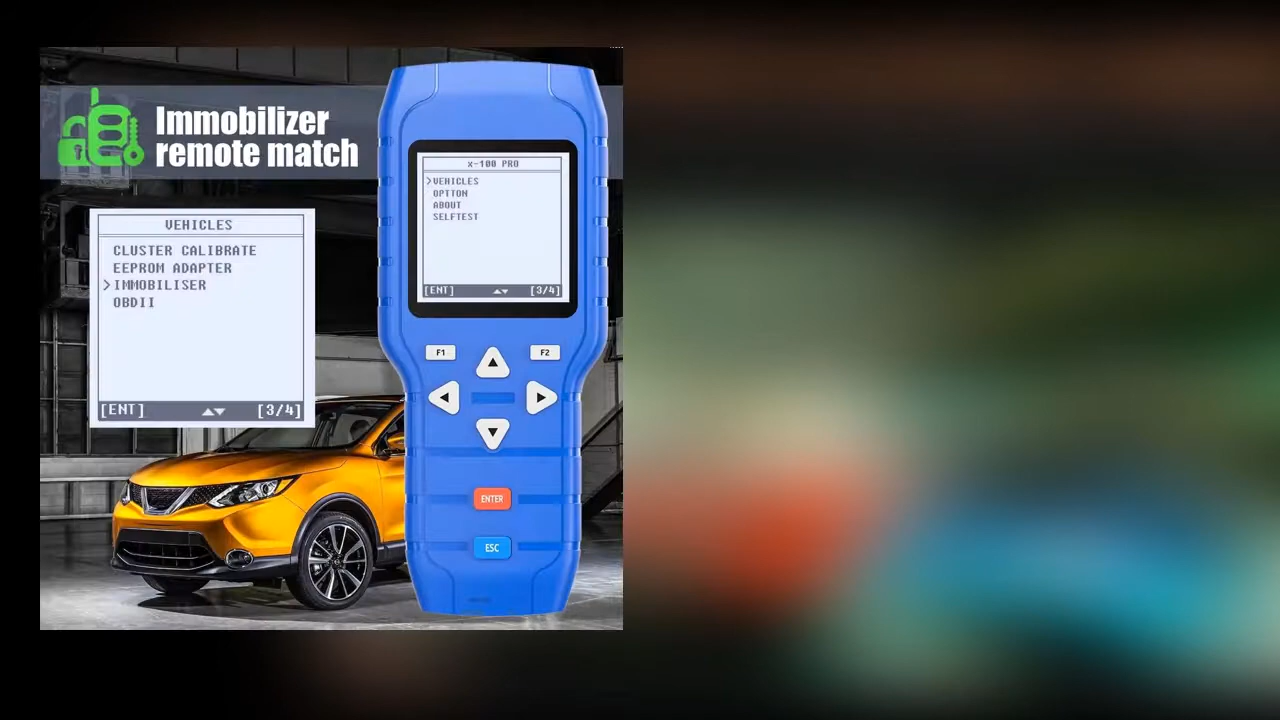 Immobilizer
remote match
VEHICLES
CLUSTER CALIBRATE
EEPROM ADAPTER
>IMMOBILISER
OBDII
[ENT] ▲▼ [3/4]
x-100 PRO
>VEHICLES
OPTTON
ABOUT
SELFTEST
[ENT] ▲▼ [3/4]
F1
F2
ENTER
ESC